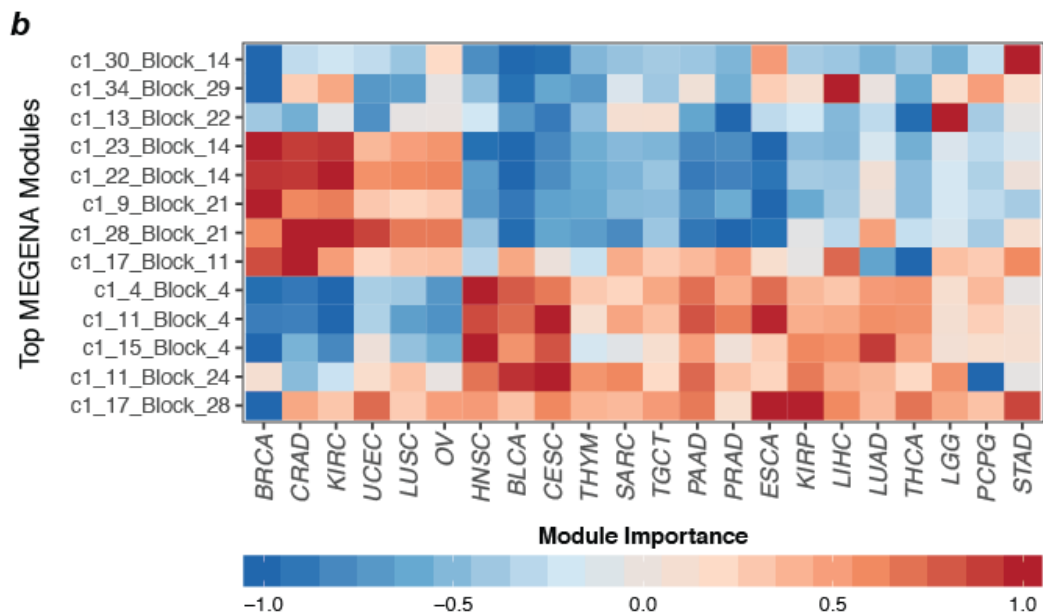 b
Top MEGENA Modules
c1_30_Block_14
c1_34_Block_29
c1_13_Block_22
c1_23_Block_14
c1_22_Block_14
c1_9_Block_21
c1_28_Block_21
c1_17_Block_11
c1_4_Block_4
c1_11_Block_4
c1_15_Block_4
c1_11_Block_24
c1_17_Block_28
BRCA
CRAD
KIRC
UCEC
LUSC
OV
HNSC
BLCA
CESC
THYM
SARC
TGCT
PAAD
PRAD
ESCA
KIRP
LIHC
LUAD
THCA
LGG
PCPG
STAD
Module Importance
−1.0 −0.5 0.0 0.5 1.0